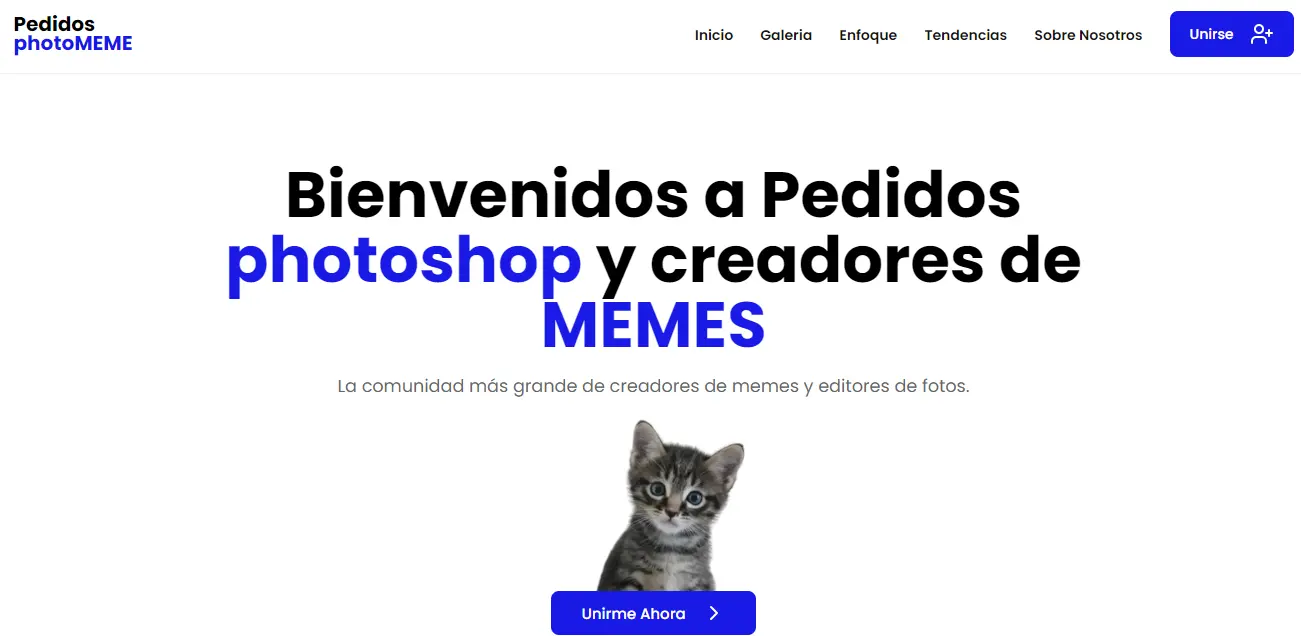 Pedidos
photoMEME
Inicio Galeria Enfoque Tendencias Sobre Nosotros Unirse
Bienvenidos a Pedidos
photoshop y creadores de
MEMES
La comunidad más grande de creadores de memes y editores de fotos.
Unirme Ahora